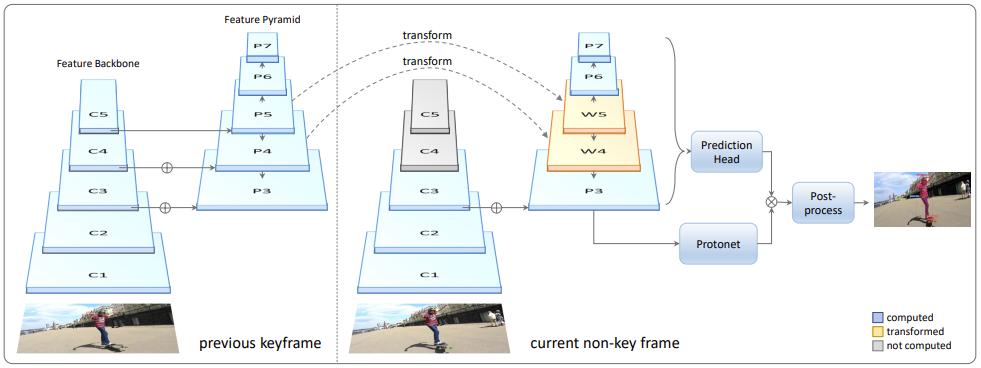 Feature Pyramid
Feature Backbone
P7
P6
P5
P4
P3
C5
C4
C3
C2
C1
previous keyframe
transform
transform
P7
P6
W5
W4
P3
C5
C4
C3
C2
C1
current non-key frame
Prediction
Head
Protonet
Post-
process
computed
transformed
not computed